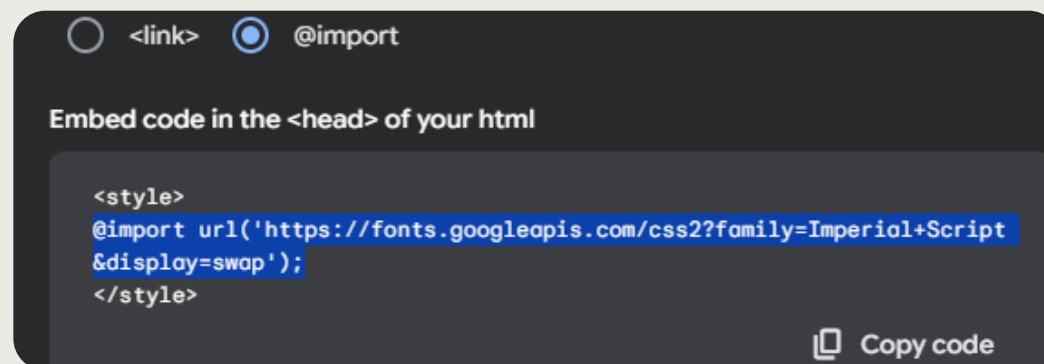 <link> @import
Embed code in the <head> of your html
<style>
@import url('https://fonts.googleapis.com/css2?family=Imperial+Script
&display=swap');
</style>
Copy code